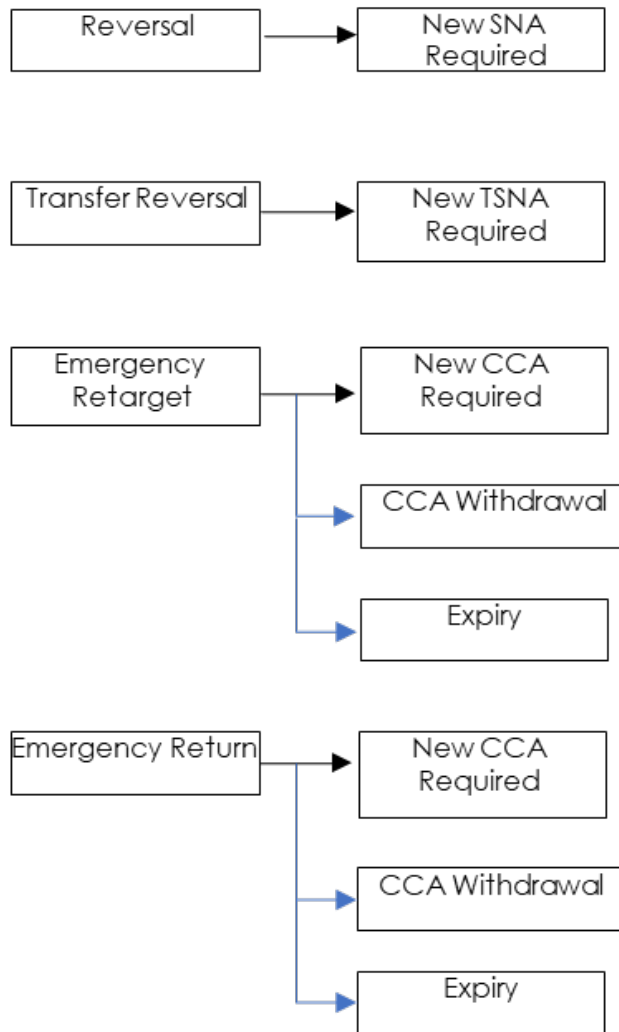 Reversal
New SNA
Required
Transfer Reversal
New TSNA
Required
Emergency
Retarget
New CCA
Required
CCA Withdrawal
Expiry
Emergency Return
New CCA
Required
CCA Withdrawal
Expiry